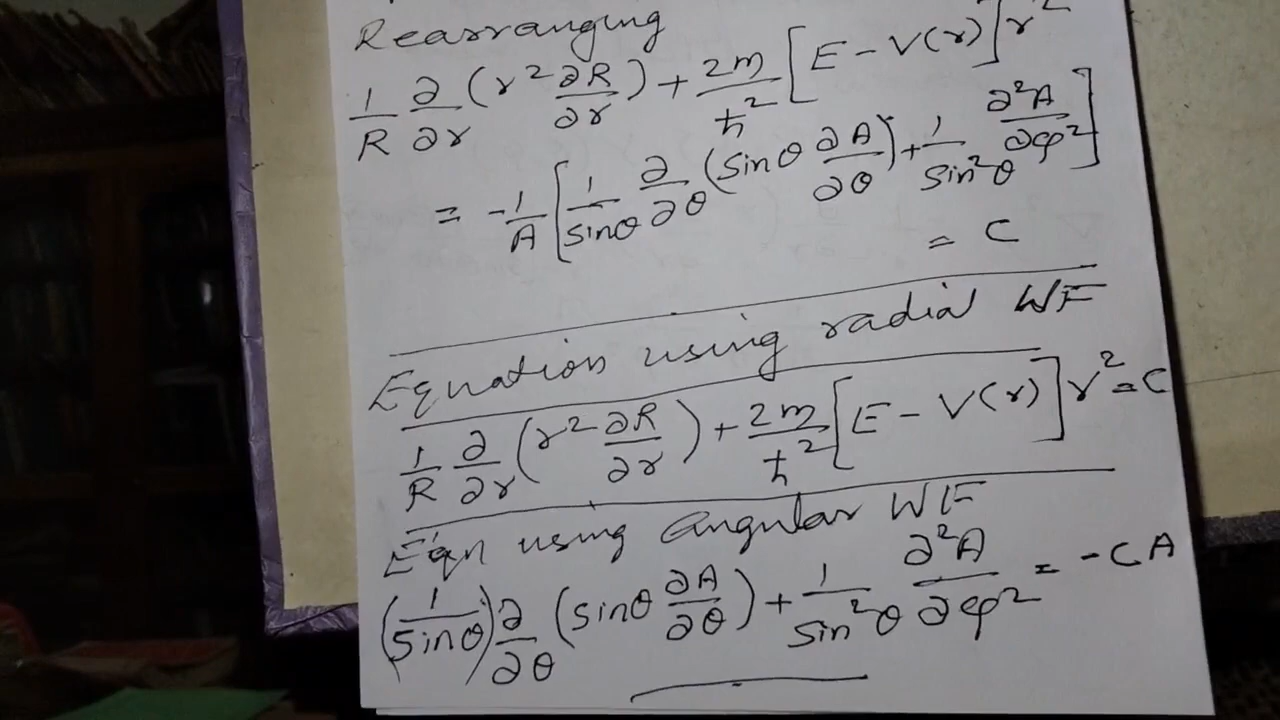 Rearranging
1/R ∂/∂r (r² ∂R/∂r) + 2m/ħ² [E - V(r)] r²
= -1/A [1/sinθ ∂/∂θ (sinθ ∂A/∂θ) + 1/sin²θ ∂²A/∂φ²]
= C
Equation using radial WF
1/R ∂/∂r (r² ∂R/∂r) + 2m/ħ² [E - V(r)] r² = C
Eqn using angular WF
(1/sinθ) ∂/∂θ (sinθ ∂A/∂θ) + 1/sin²θ ∂²A/∂φ² = -CA